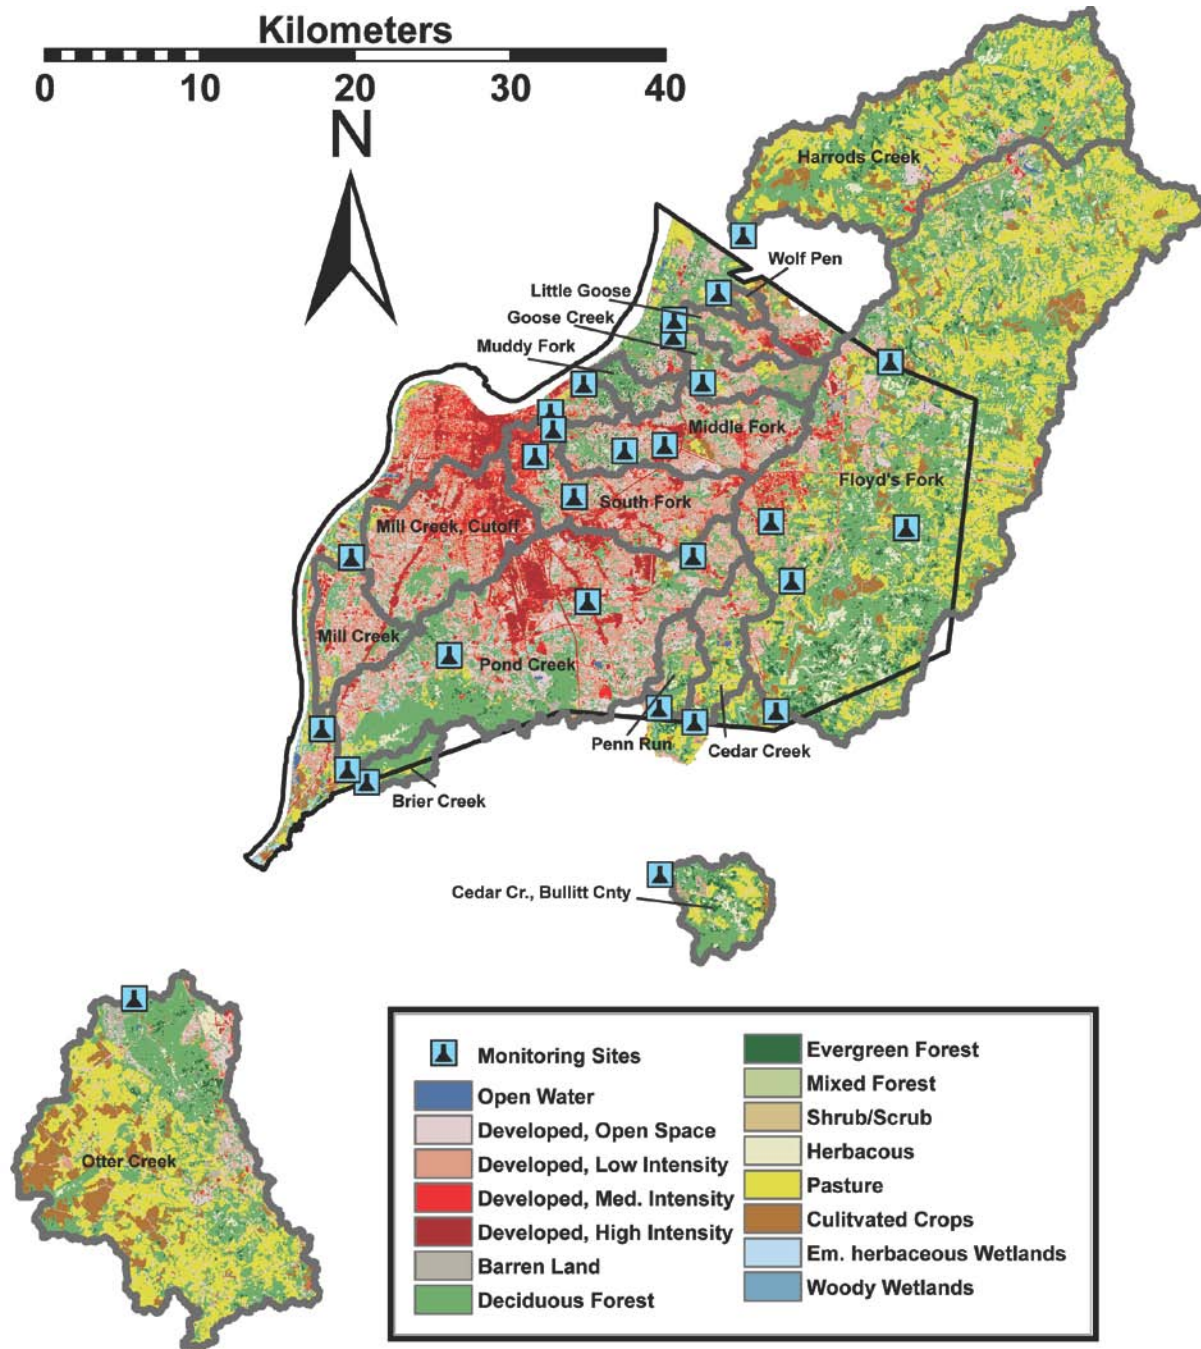 Kilometers
0 10 20 30 40
N
Harrods Creek
Wolf Pen
Little Goose
Goose Creek
Muddy Fork
Middle Fork
Floyd's Fork
South Fork
Mill Creek, Cutoff
Mill Creek
Pond Creek
Penn Run
Cedar Creek
Brier Creek
Cedar Cr., Bullitt Cnty
Otter Creek
Monitoring Sites
Open Water
Developed, Open Space
Developed, Low Intensity
Developed, Med. Intensity
Developed, High Intensity
Barren Land
Deciduous Forest
Evergreen Forest
Mixed Forest
Shrub/Scrub
Herbacous
Pasture
Culitvated Crops
Em. herbaceous Wetlands
Woody Wetlands